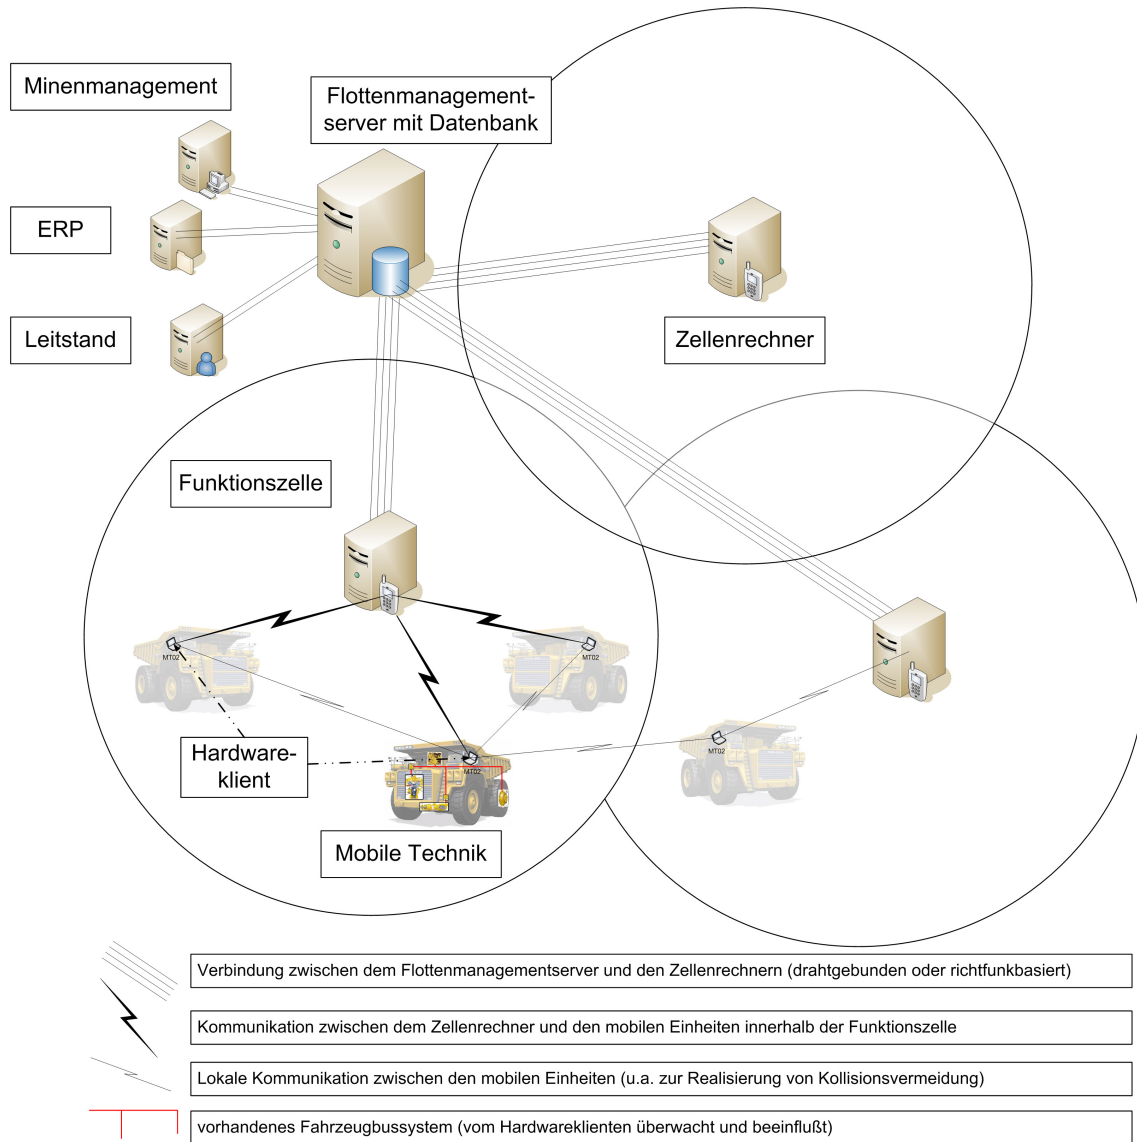 Minenmanagement
Flottenmanagement-
server mit Datenbank
ERP
Leitstand
Zellenrechner
Funktionszelle
MT02
MT02
MT02
MT02
Hardware-
klient
Mobile Technik
Verbindung zwischen dem Flottenmanagementserver und den Zellenrechnern (drahtgebunden oder richtfunkbasiert)
Kommunikation zwischen dem Zellenrechner und den mobilen Einheiten innerhalb der Funktionszelle
Lokale Kommunikation zwischen den mobilen Einheiten (u.a. zur Realisierung von Kollisionsvermeidung)
vorhandenes Fahrzeugbussystem (vom Hardwareklienten überwacht und beeinflußt)